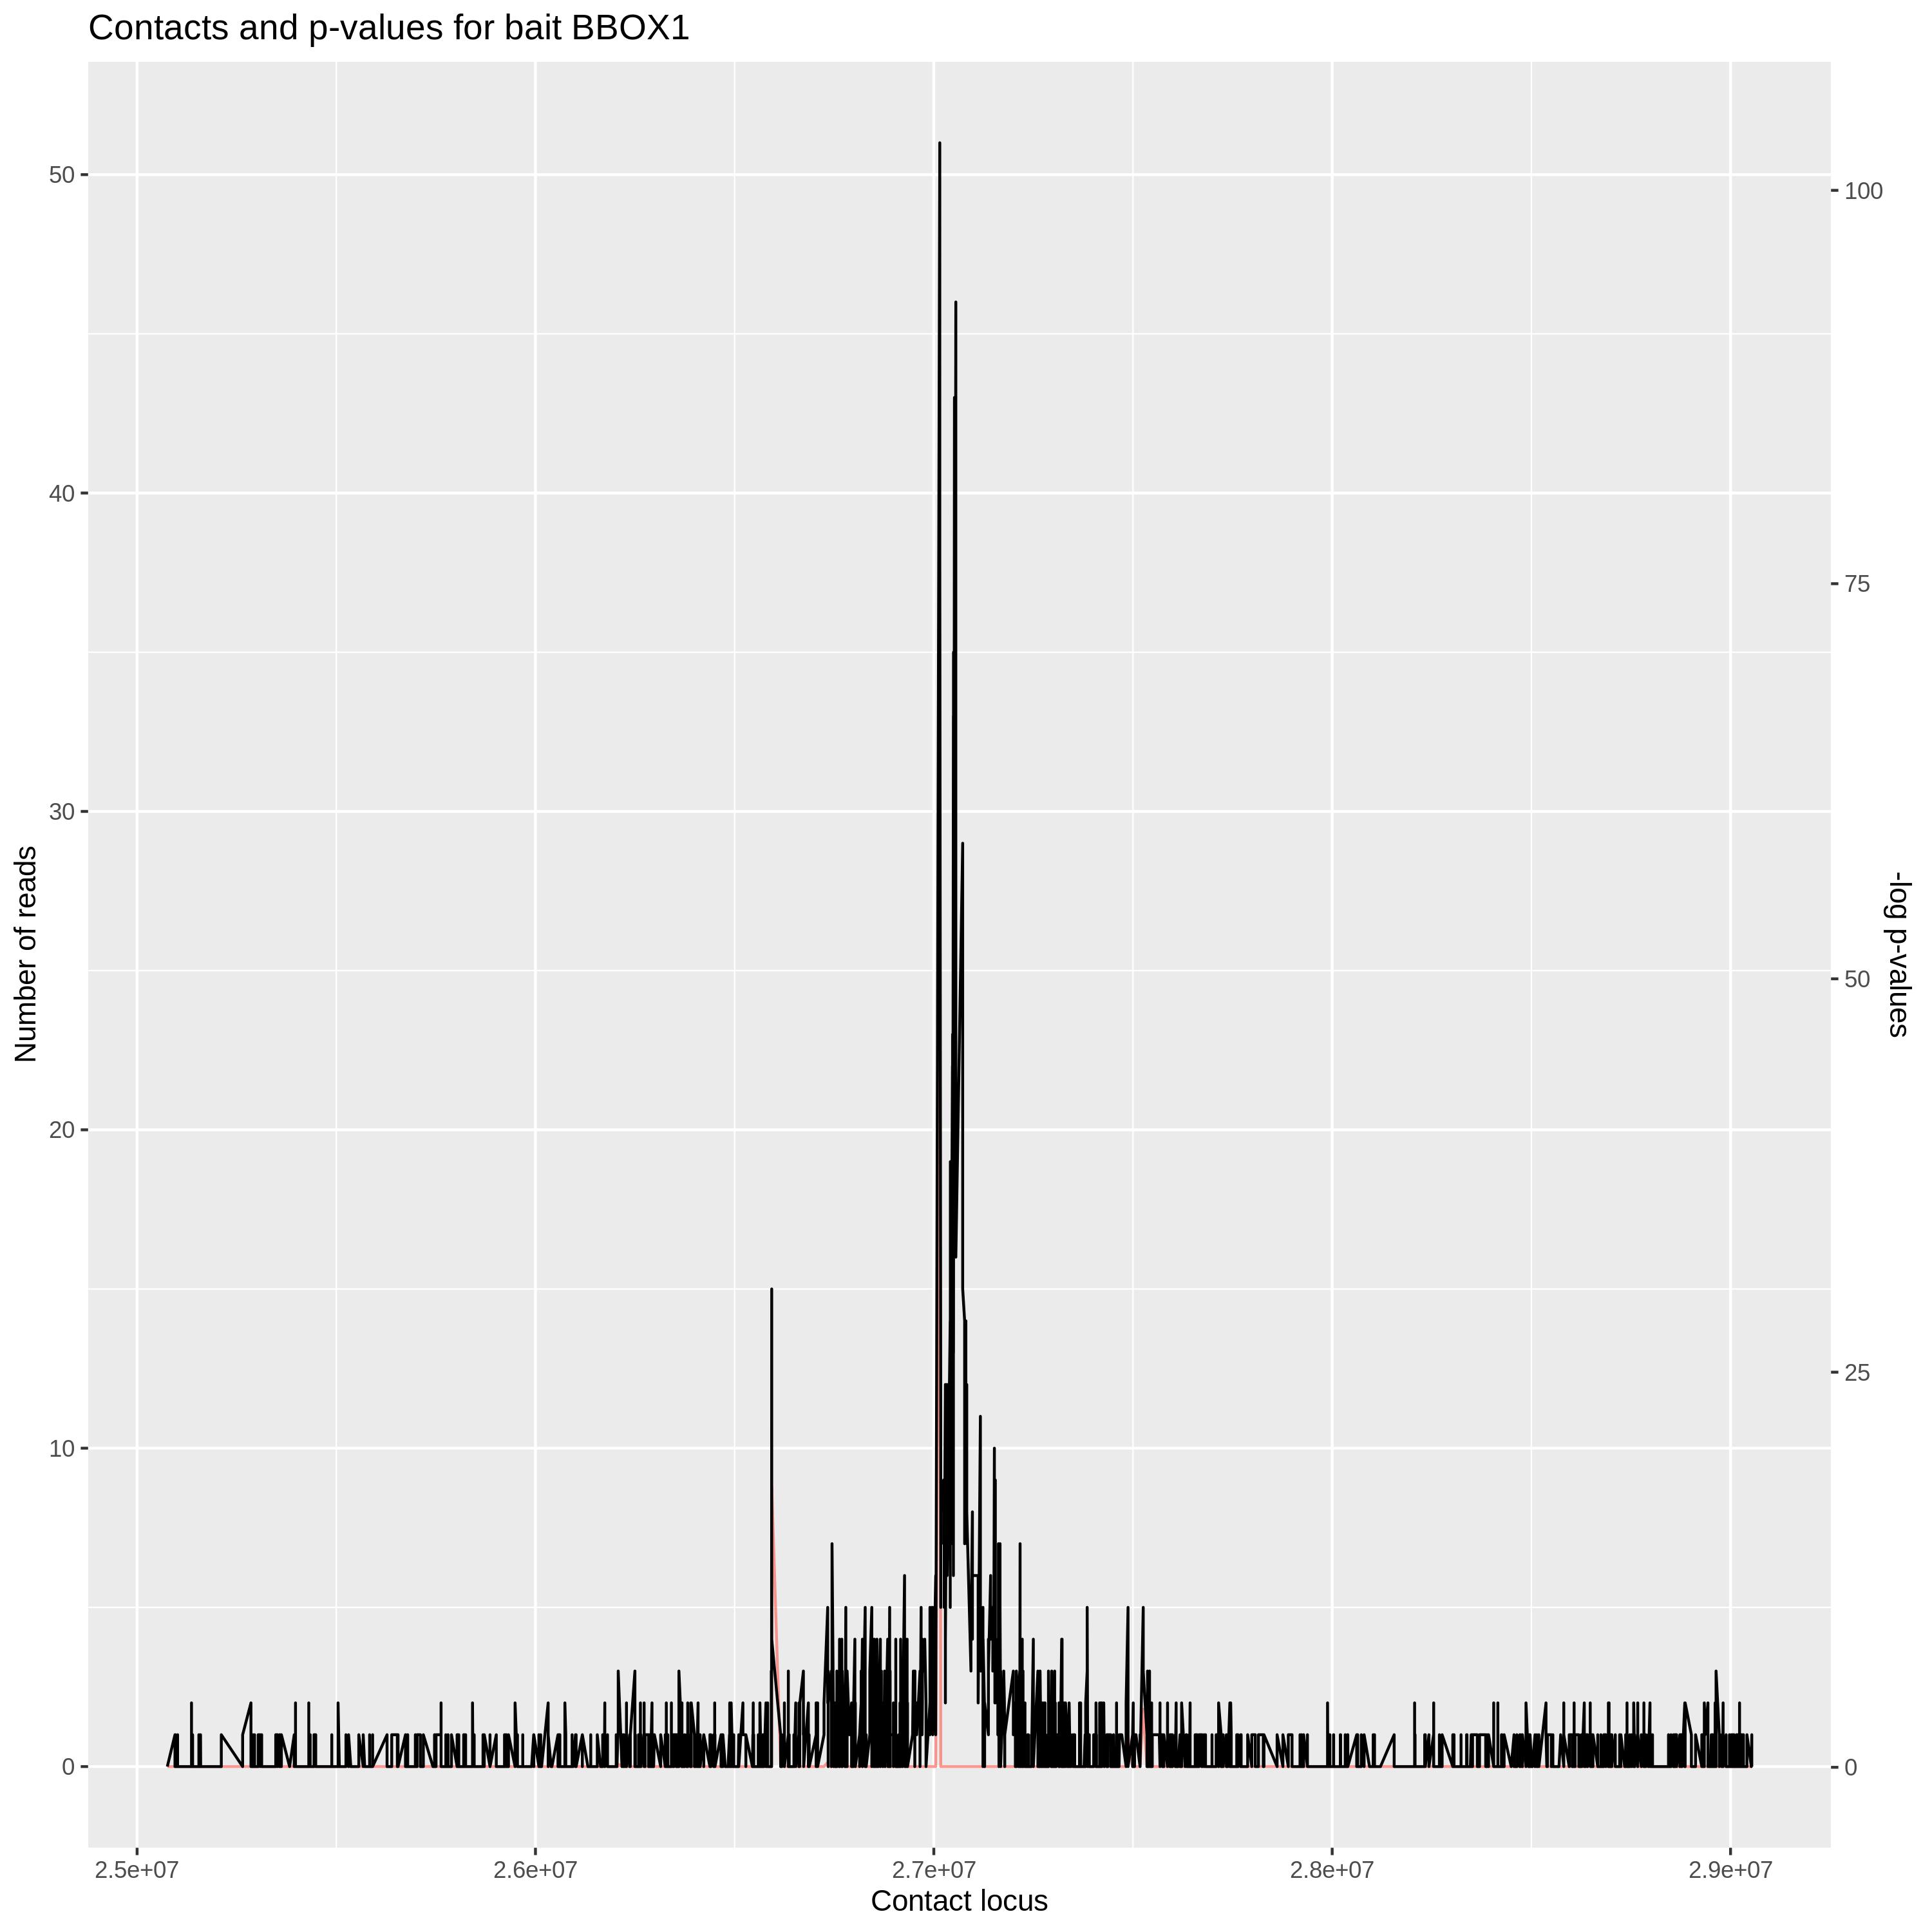 Contacts and p-values for bait BBOX1
50
40
30
20
10
0
Number of reads
100
75
50
25
0
-log p-values
2.5e+07
2.6e+07
2.7e+07
2.8e+07
2.9e+07
Contact locus